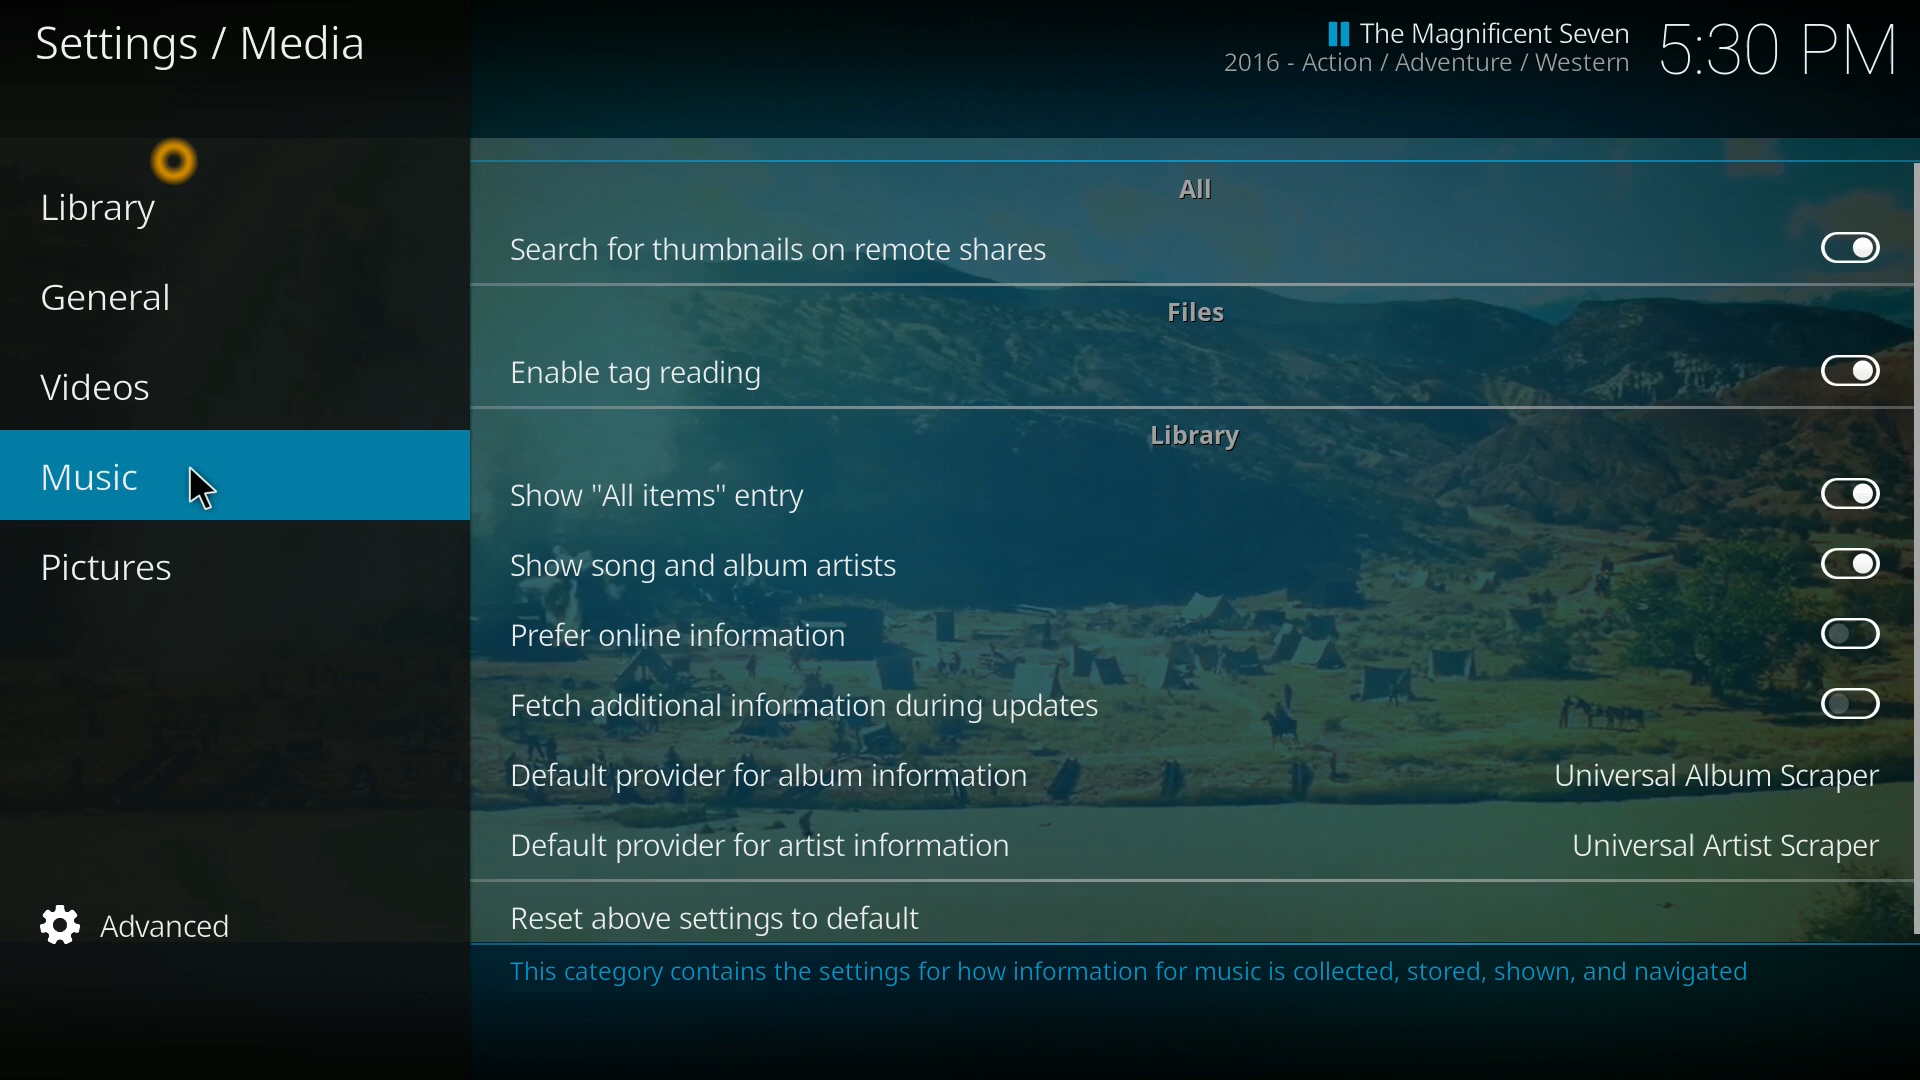 Settings / Media
The Magnificent Seven
2016 - Action / Adventure / Western
5:30 PM
Library
General
Videos
Music
Pictures
Advanced
All
Search for thumbnails on remote shares
Files
Enable tag reading
Library
Show "All items" entry
Show song and album artists
Prefer online information
Fetch additional information during updates
Default provider for album information Universal Album Scraper
Default provider for artist information Universal Artist Scraper
Reset above settings to default
This category contains the settings for how information for music is collected, stored, shown, and navigated